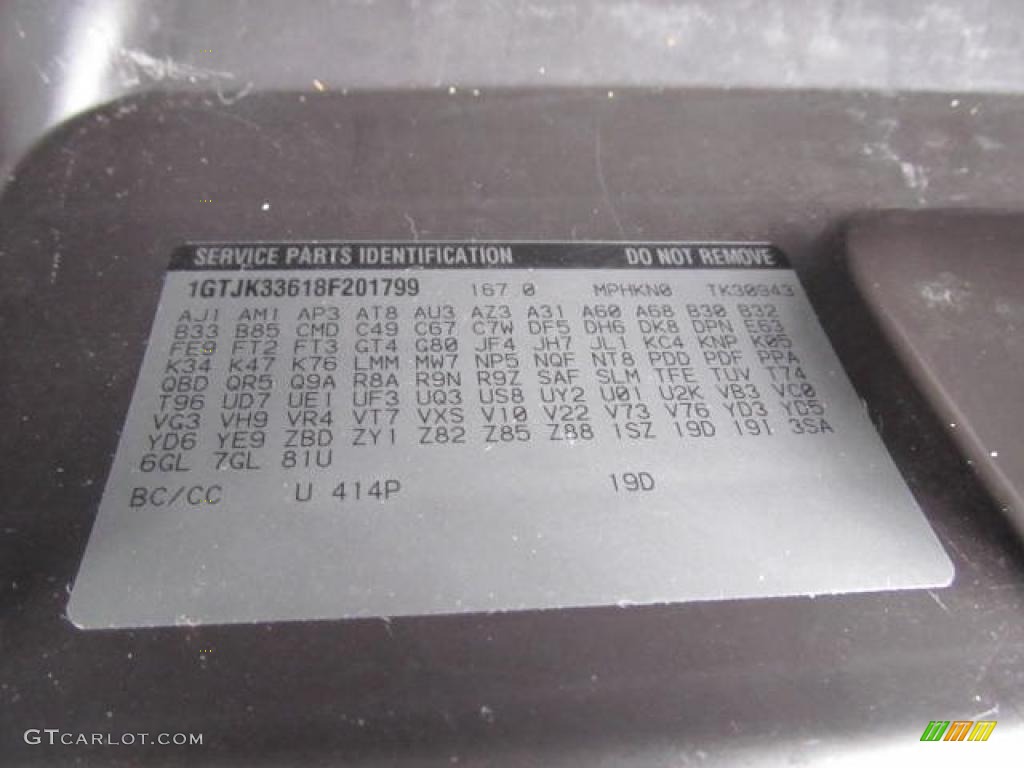 SERVICE PARTS IDENTIFICATION DO NOT REMOVE
1GTJK33618F201799 167 0 MPHKN0 TK30943
AJ1 AM1 AP3 AT8 AU3 AZ3 A31 A60 A68 B30 B32
B33 B85 CMD C49 C67 C7W DF5 DH6 DK8 DPN E63
FE9 FT2 FT3 GT4 G80 JF4 JH7 JL1 KC4 KNP K05
K34 K47 K76 LMM MW7 NP5 NQF NT8 PDD PDF PPA
QBD QR5 Q9A R8A R9N R9Z SAF SLM TFE TUV T74
T96 UD7 UE1 UF3 UQ3 US8 UY2 U01 U2K VB3 VC0
VG3 VH9 VR4 VT7 VXS V10 V22 V73 V76 YD3 YD5
YD6 YE9 ZBD ZY1 Z82 Z85 Z88 1SZ 19D 19I 3SA
6GL 7GL 81U
BC/CC U 414P 19D
GTCARLOT.COM